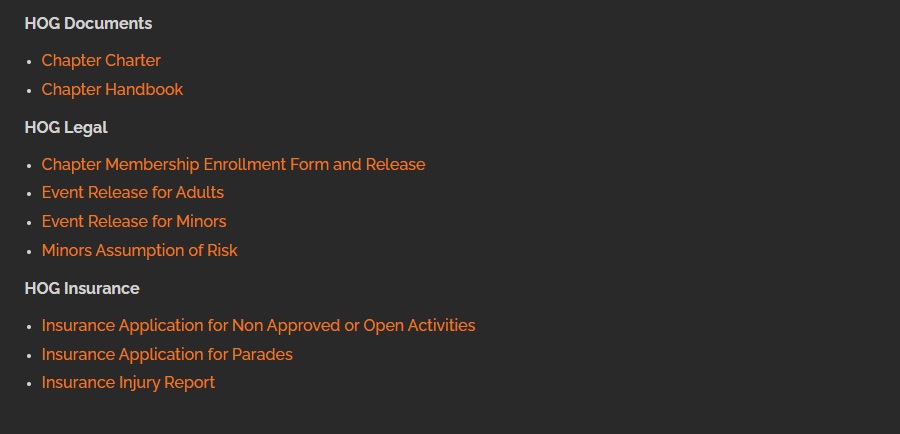 HOG Documents
Chapter Charter
Chapter Handbook
HOG Legal
Chapter Membership Enrollment Form and Release
Event Release for Adults
Event Release for Minors
Minors Assumption of Risk
HOG Insurance
Insurance Application for Non Approved or Open Activities
Insurance Application for Parades
Insurance Injury Report